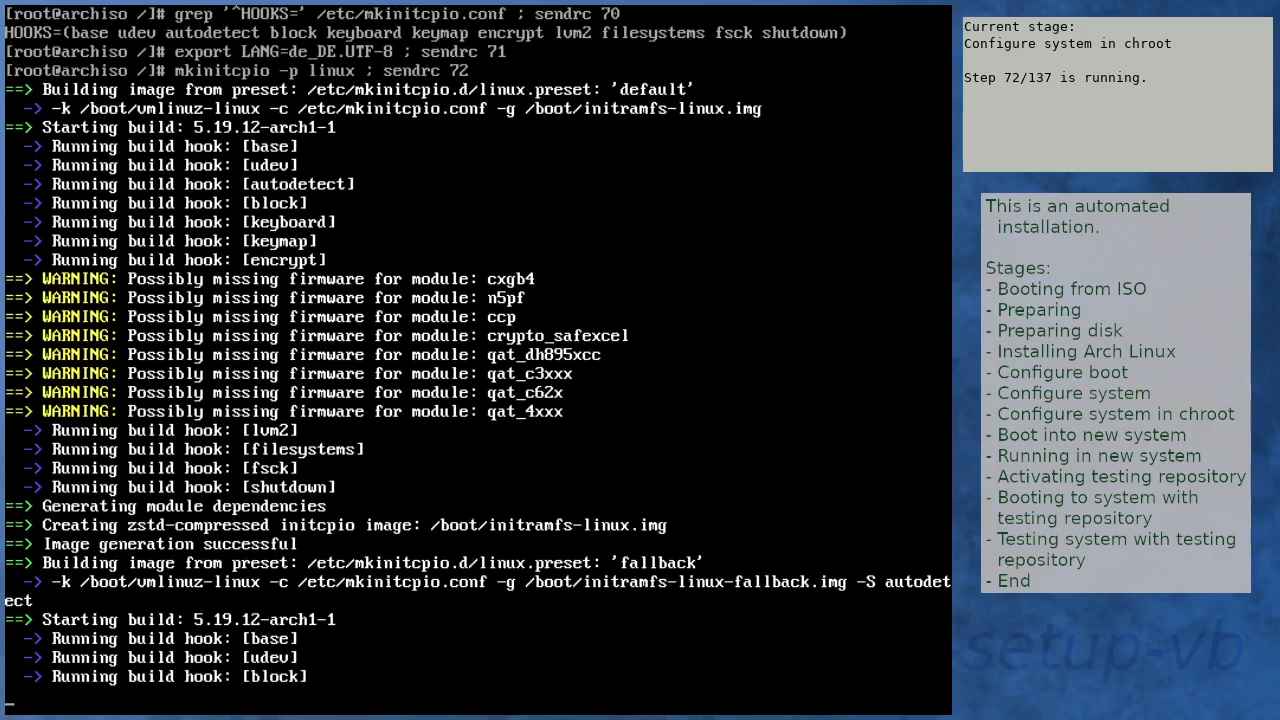 [root@archiso /]# grep '^HOOKS=' /etc/mkinitcpio.conf ; sendrc 70
HOOKS=(base udev autodetect block keyboard keymap encrypt lvm2 filesystems fsck shutdown)
[root@archiso /]# export LANG=de_DE.UTF-8 ; sendrc 71
[root@archiso /]# mkinitcpio -p linux ; sendrc 72
==> Building image from preset: /etc/mkinitcpio.d/linux.preset: 'default'
  -> -k /boot/vmlinuz-linux -c /etc/mkinitcpio.conf -g /boot/initramfs-linux.img
==> Starting build: 5.19.12-arch1-1
  -> Running build hook: [base]
  -> Running build hook: [udev]
  -> Running build hook: [autodetect]
  -> Running build hook: [block]
  -> Running build hook: [keyboard]
  -> Running build hook: [keymap]
  -> Running build hook: [encrypt]
==> WARNING: Possibly missing firmware for module: cxgb4
==> WARNING: Possibly missing firmware for module: n5pf
==> WARNING: Possibly missing firmware for module: ccp
==> WARNING: Possibly missing firmware for module: crypto_safexcel
==> WARNING: Possibly missing firmware for module: qat_dh895xcc
==> WARNING: Possibly missing firmware for module: qat_c3xxx
==> WARNING: Possibly missing firmware for module: qat_c62x
==> WARNING: Possibly missing firmware for module: qat_4xxx
  -> Running build hook: [lvm2]
  -> Running build hook: [filesystems]
  -> Running build hook: [fsck]
  -> Running build hook: [shutdown]
==> Generating module dependencies
==> Creating zstd-compressed initcpio image: /boot/initramfs-linux.img
==> Image generation successful
==> Building image from preset: /etc/mkinitcpio.d/linux.preset: 'fallback'
  -> -k /boot/vmlinuz-linux -c /etc/mkinitcpio.conf -g /boot/initramfs-linux-fallback.img -S autodet
ect
==> Starting build: 5.19.12-arch1-1
  -> Running build hook: [base]
  -> Running build hook: [udev]
  -> Running build hook: [block]
_
Current stage:
Configure system in chroot
Step 72/137 is running.
This is an automated
installation.
Stages:
- Booting from ISO
- Preparing
- Preparing disk
- Installing Arch Linux
- Configure boot
- Configure system
- Configure system in chroot
- Boot into new system
- Running in new system
- Activating testing repository
- Booting to system with
testing repository
- Testing system with testing
repository
- End
-setup-vb